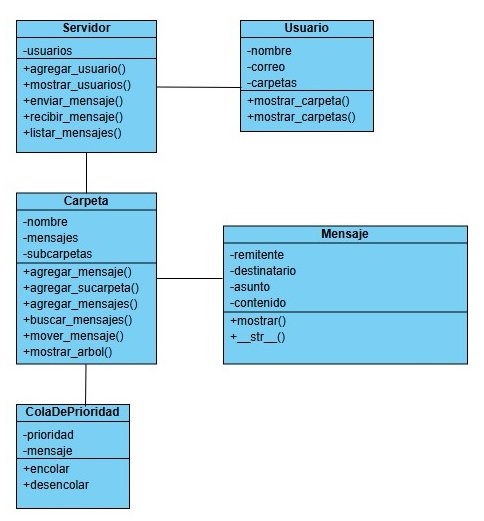 Servidor
-usuarios
+agregar_usuario()
+mostrar_usuarios()
+enviar_mensaje()
+recibir_mensaje()
+listar_mensajes()
Usuario
-nombre
-correo
-carpetas
+mostrar_carpeta()
+mostrar_carpetas()
Carpeta
-nombre
-mensajes
-subcarpetas
+agregar_mensaje()
+agregar_sucarpeta()
+agregar_mensajes()
+buscar_mensajes()
+mover_mensaje()
+mostrar_arbol()
Mensaje
-remitente
-destinatario
-asunto
-contenido
+mostrar()
+__str__()
ColaDePrioridad
-prioridad
-mensaje
+encolar
+desencolar